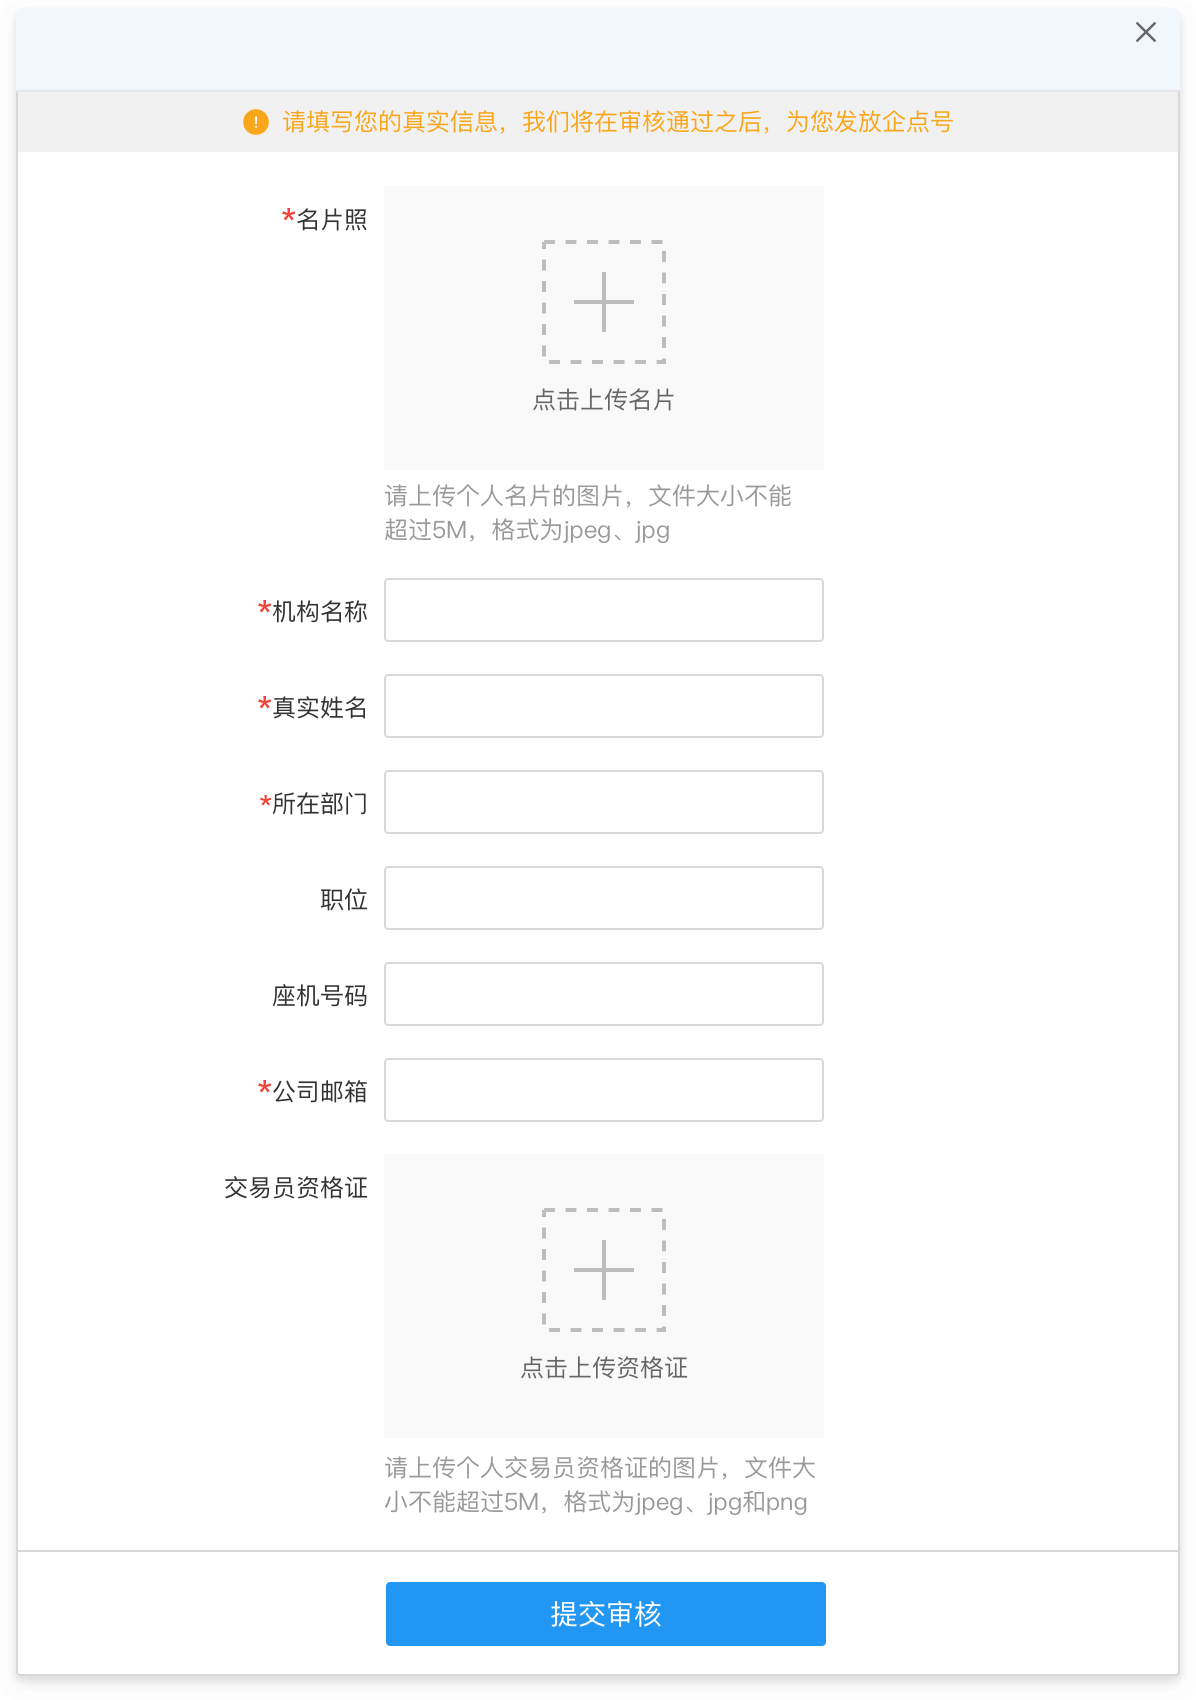 请填写您的真实信息，我们将在审核通过之后，为您发放企点号
*名片照
点击上传名片
请上传个人名片的图片，文件大小不能
超过5M，格式为jpeg、jpg
*机构名称
*真实姓名
*所在部门
职位
座机号码
*公司邮箱
交易员资格证
点击上传资格证
请上传个人交易员资格证的图片，文件大
小不能超过5M，格式为jpeg、jpg和png
提交审核